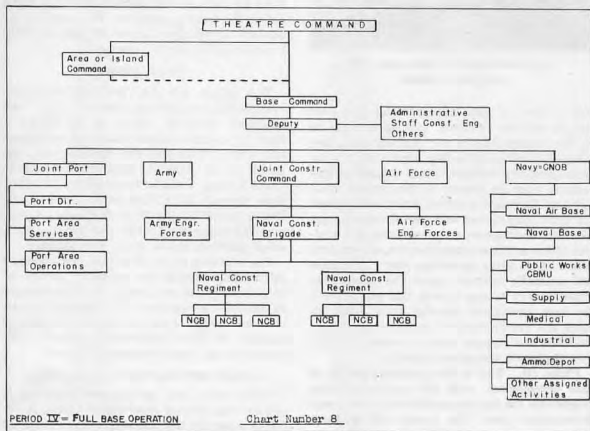 THEATRE COMMAND
Area or Island
Command
Base Command
Deputy
Administrative
Staff Const. Eng.
Others
Joint Port
Army
Joint Constr.
Command
Air Force
Navy=CNOB
Port Dir.
Port Area
Services
Port Area
Operations
Army Engr.
Forces
Naval Const.
Brigade
Air Force
Eng. Forces
Naval Air Base
Naval Base
Naval Const.
Regiment
Naval Const.
Regiment
NCB
NCB
NCB
NCB
NCB
NCB
Public Works
CBMU
Supply
Medical
Industrial
Ammo.Depot
Other Assigned
Activities
PERIOD IV = FULL BASE OPERATION
Chart Number 8